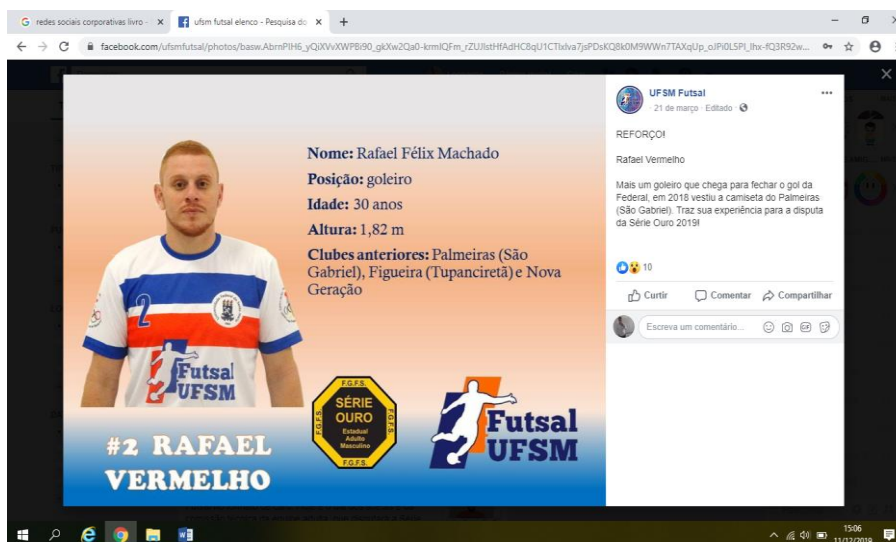 redes sociais corporativas livro -
ufsm futsal elenco - Pesquisa do
UFSM Futsal
21 de março · Editado ·
REFORÇO!
Rafael Vermelho
Mais um goleiro que chega para fechar o gol da
Federal, em 2018 vestiu a camiseta do Palmeiras
(São Gabriel). Traz sua experiência para a disputa
da Série Ouro 2019!
10
Curtir
Comentar
Compartilhar
Escreva um comentário...
GIF
Nome: Rafael Félix Machado
Posição: goleiro
Idade: 30 anos
Altura: 1,82 m
Clubes anteriores: Palmeiras (São
Gabriel), Figueira (Tupanciretã) e Nova
Geração
2
Futsal
UFSM
#2 RAFAEL
VERMELHO
F.G.F.S.
F.G.F.S.
SÉRIE
OURO
Estadual
Adulto
Masculino
F.G.F.S.
F.G.F.S.
Futsal
UFSM
15:06
11/12/2019